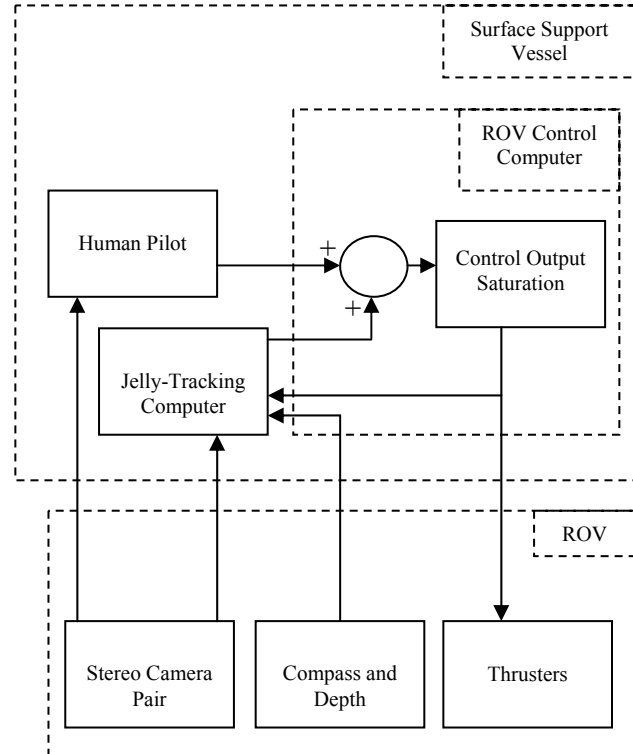 Surface Support
Vessel
ROV Control
Computer
Human Pilot
+
Control Output
Saturation
+
Jelly-Tracking
Computer
ROV
Stereo Camera
Pair
Compass and
Depth
Thrusters